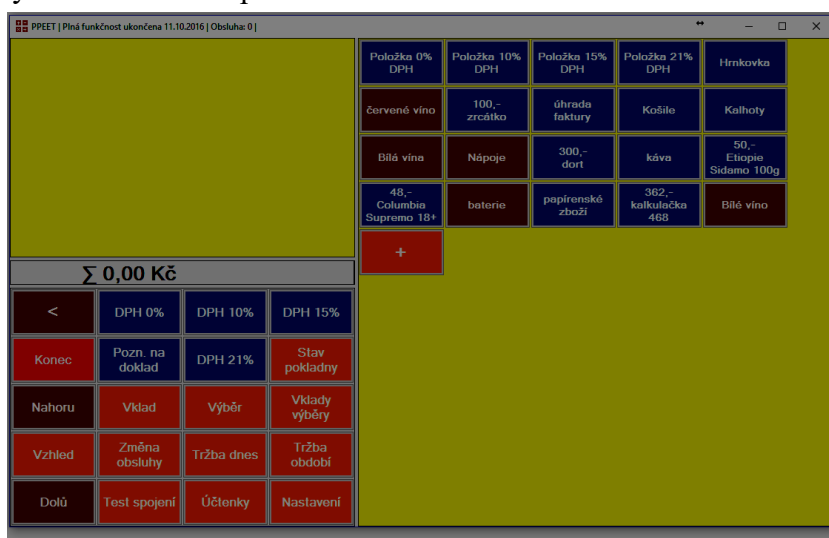 PPEET | Plná funkčnost ukončena 11.10.2016 | Obsluha: 0 |
Položka 0%
DPH
Položka 10%
DPH
Položka 15%
DPH
Položka 21%
DPH
Hrnkovka
červené víno
100,-
zrcátko
úhrada
faktury
Košile
Kalhoty
Bílá vína
Nápoje
300,-
dort
káva
50,-
Etiopie
Sidamo 100g
48,-
Columbia
Supremo 18+
baterie
papírenské
zboží
362,-
kalkulačka
468
Bílé víno
+
∑ 0,00 Kč
<
DPH 0%
DPH 10%
DPH 15%
Konec
Pozn. na
doklad
DPH 21%
Stav
pokladny
Nahoru
Vklad
Výběr
Vklady
výběry
Vzhled
Změna
obsluhy
Tržba dnes
Tržba
období
Dolů
Test spojení
Účtenky
Nastavení